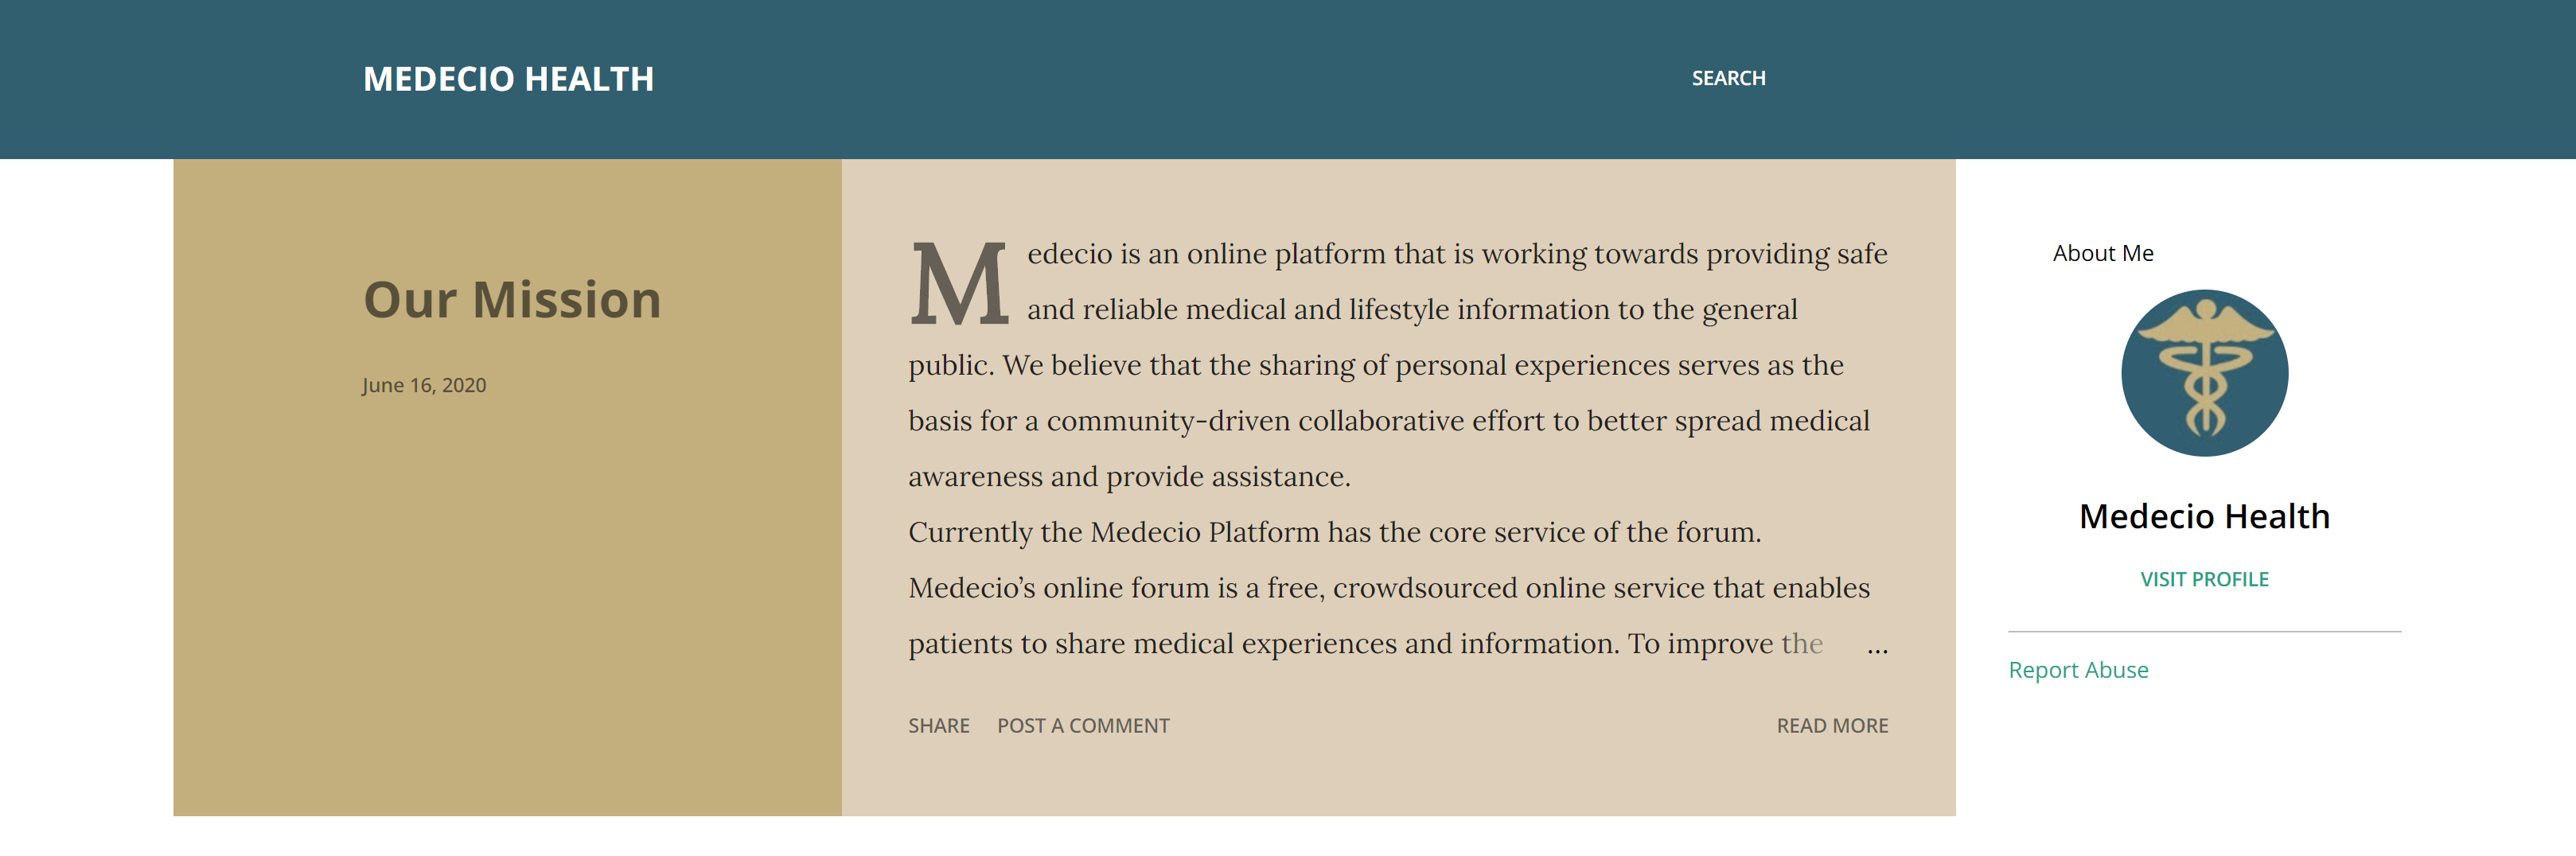 MEDECIO HEALTH
SEARCH
Our Mission
June 16, 2020
Medecio is an online platform that is working towards providing safe
and reliable medical and lifestyle information to the general
public. We believe that the sharing of personal experiences serves as the
basis for a community-driven collaborative effort to better spread medical
awareness and provide assistance.
Currently the Medecio Platform has the core service of the forum.
Medecio’s online forum is a free, crowdsourced online service that enables
patients to share medical experiences and information. To improve the ...
SHARE POST A COMMENT READ MORE
About Me
Medecio Health
VISIT PROFILE
Report Abuse